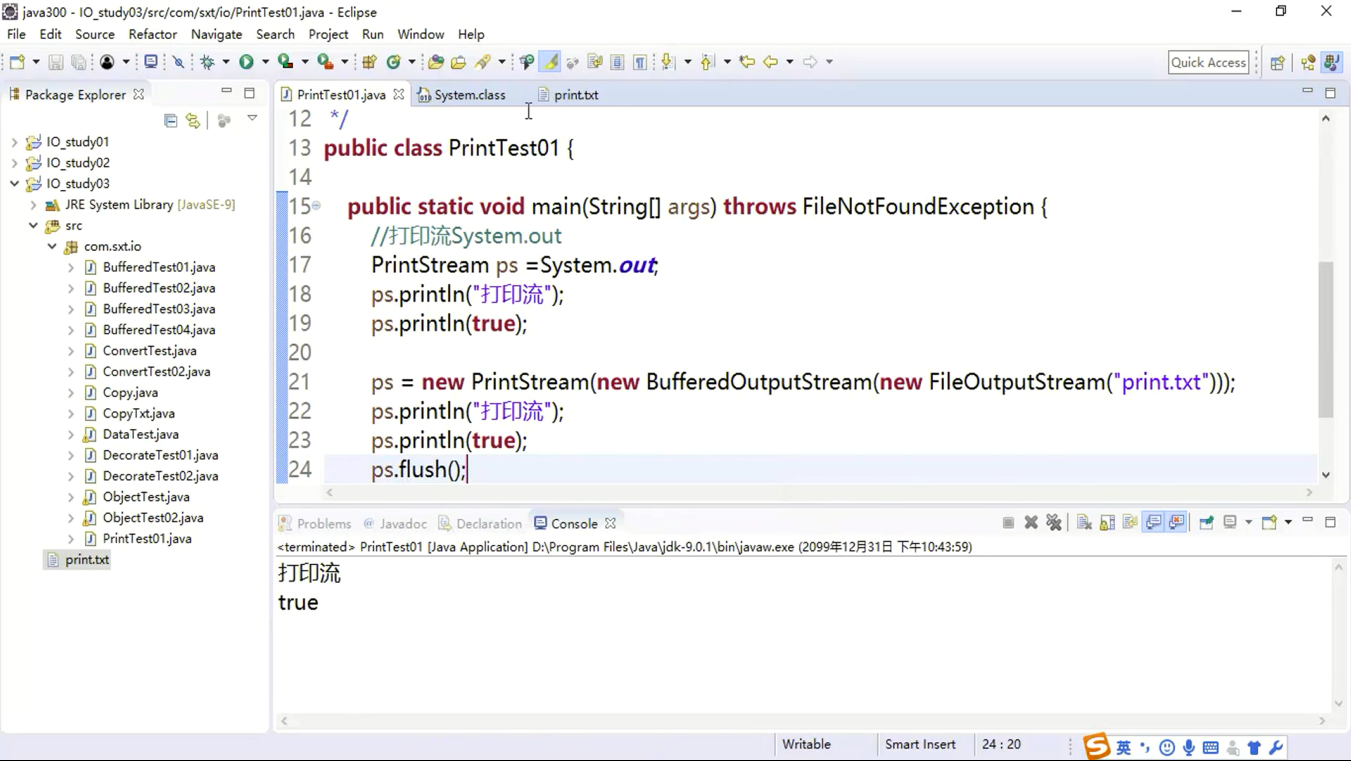 java300 - IO_study03/src/com/sxt/io/PrintTest01.java - Eclipse
File Edit Source Refactor Navigate Search Project Run Window Help
Quick Access
Package Explorer
PrintTest01.java System.class print.txt
IO_study01
IO_study02
IO_study03
JRE System Library [JavaSE-9]
src
com.sxt.io
BufferedTest01.java
BufferedTest02.java
BufferedTest03.java
BufferedTest04.java
ConvertTest.java
ConvertTest02.java
Copy.java
CopyTxt.java
DataTest.java
DecorateTest01.java
DecorateTest02.java
ObjectTest.java
ObjectTest02.java
PrintTest01.java
print.txt
12 */
13 public class PrintTest01 {
14
15 public static void main(String[] args) throws FileNotFoundException {
16 //打印流System.out
17 PrintStream ps =System.out;
18 ps.println("打印流");
19 ps.println(true);
20
21 ps = new PrintStream(new BufferedOutputStream(new FileOutputStream("print.txt")));
22 ps.println("打印流");
23 ps.println(true);
24 ps.flush();
Problems @ Javadoc Declaration Console
<terminated> PrintTest01 [Java Application] D:\Program Files\Java\jdk-9.0.1\bin\javaw.exe (2099年12月31日 下午10:43:59)
打印流
true
Writable Smart Insert 24 : 20
S 英